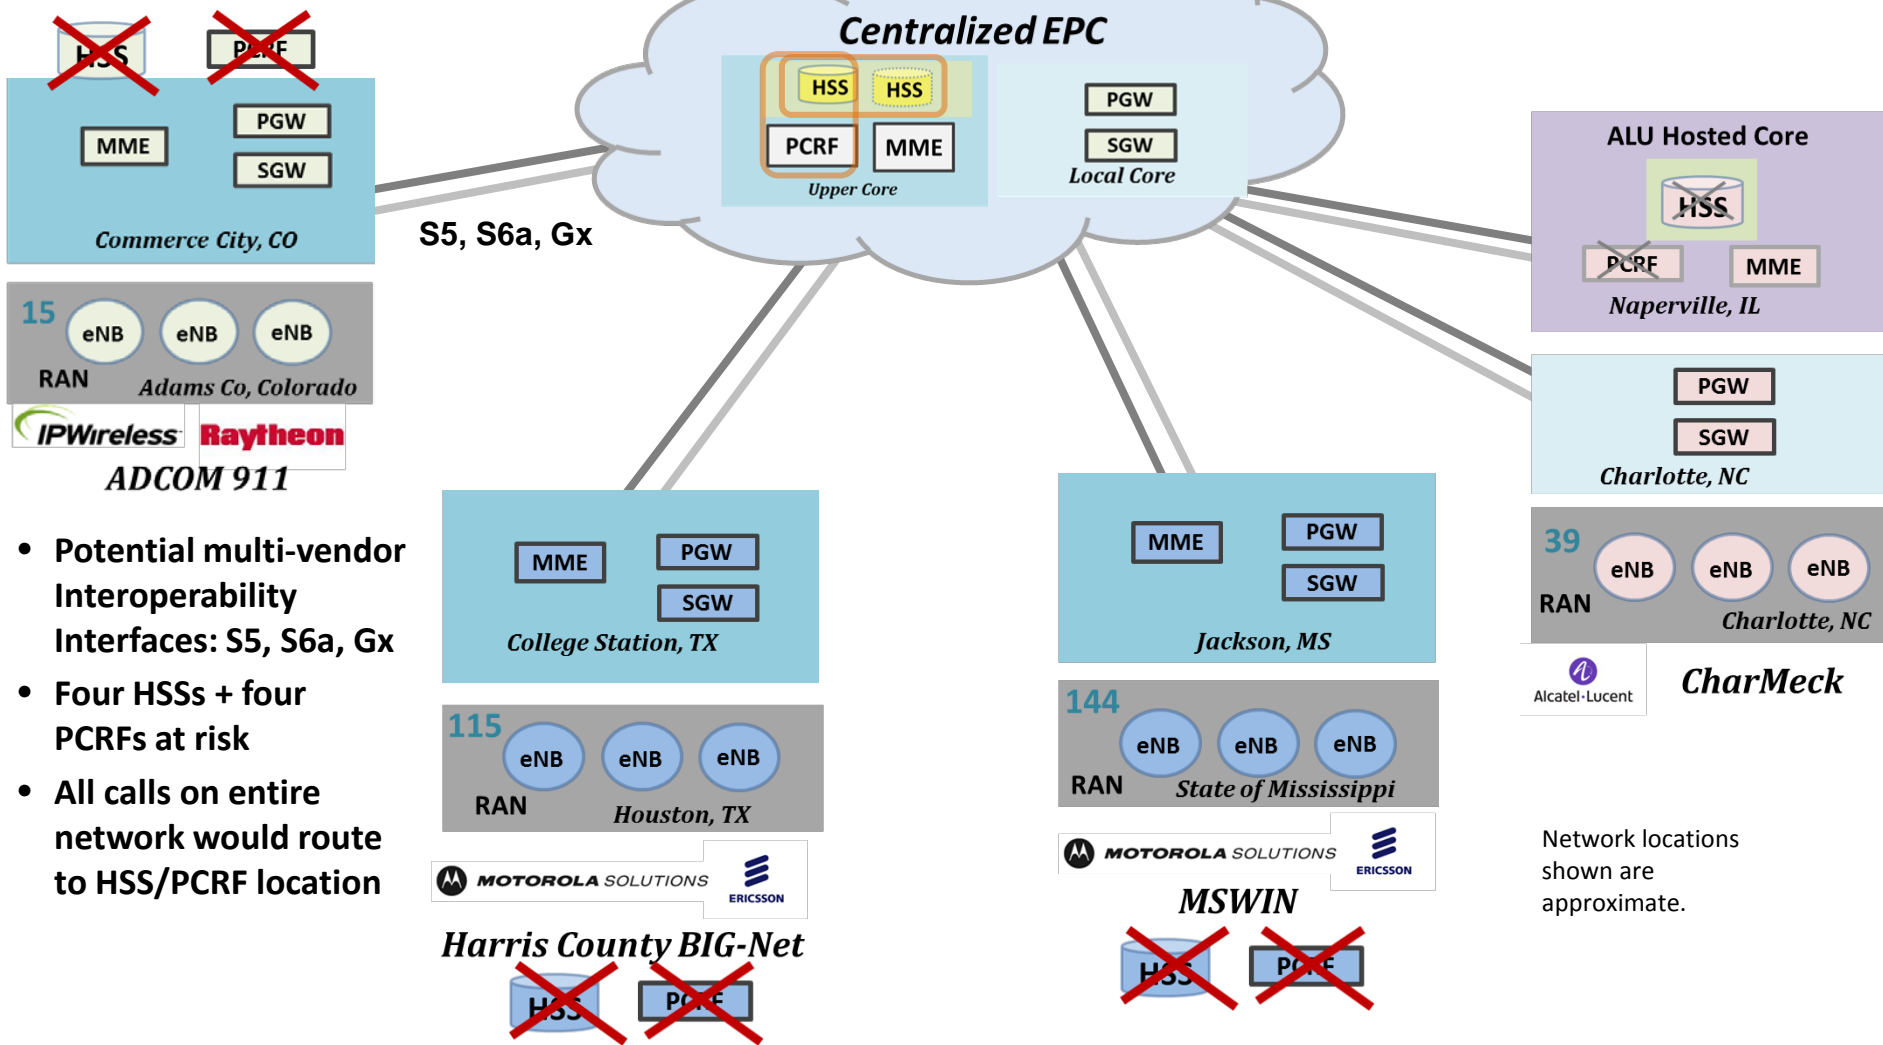 HSS
PCRF
MME
PGW
SGW
Commerce City, CO
15
eNB
eNB
eNB
RAN
Adams Co, Colorado
IPWireless
Raytheon
ADCOM 911
Centralized EPC
HSS
HSS
PCRF
MME
Upper Core
PGW
SGW
Local Core
S5, S6a, Gx
ALU Hosted Core
HSS
PCRF
MME
Naperville, IL
PGW
SGW
Charlotte, NC
39
eNB
eNB
eNB
RAN
Charlotte, NC
Alcatel·Lucent
CharMeck
• Potential multi-vendor
Interoperability
Interfaces: S5, S6a, Gx
• Four HSSs + four
PCRFs at risk
• All calls on entire
network would route
to HSS/PCRF location
MME
PGW
SGW
College Station, TX
115
eNB
eNB
eNB
RAN
Houston, TX
MOTOROLA SOLUTIONS
ERICSSON
Harris County BIG-Net
HSS
PCRF
MME
PGW
SGW
Jackson, MS
144
eNB
eNB
eNB
RAN
State of Mississippi
MOTOROLA SOLUTIONS
ERICSSON
MSWIN
HSS
PCRF
Network locations
shown are
approximate.